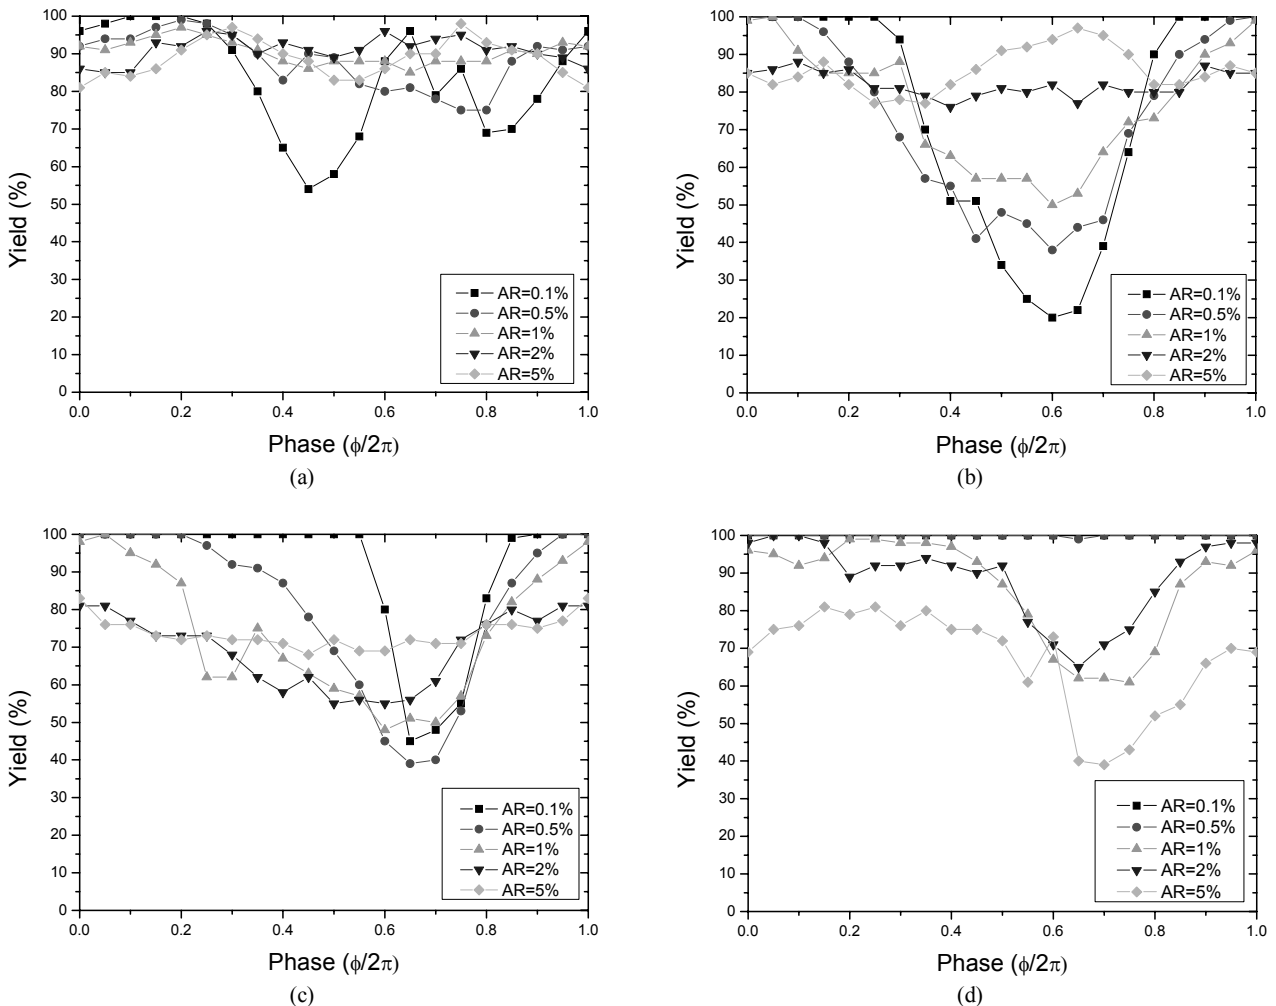 100
90
80
70
60
50
40
30
20
10
0
Yield (%)
AR=0.1%
AR=0.5%
AR=1%
AR=2%
AR=5%
0.0 0.2 0.4 0.6 0.8 1.0
Phase (ϕ/2π)
(a)
100
90
80
70
60
50
40
30
20
10
0
Yield (%)
AR=0.1%
AR=0.5%
AR=1%
AR=2%
AR=5%
0.0 0.2 0.4 0.6 0.8 1.0
Phase (ϕ/2π)
(b)
100
90
80
70
60
50
40
30
20
10
0
Yield (%)
AR=0.1%
AR=0.5%
AR=1%
AR=2%
AR=5%
0.0 0.2 0.4 0.6 0.8 1.0
Phase (ϕ/2π)
(c)
100
90
80
70
60
50
40
30
20
10
0
Yield (%)
AR=0.1%
AR=0.5%
AR=1%
AR=2%
AR=5%
0.0 0.2 0.4 0.6 0.8 1.0
Phase (ϕ/2π)
(d)